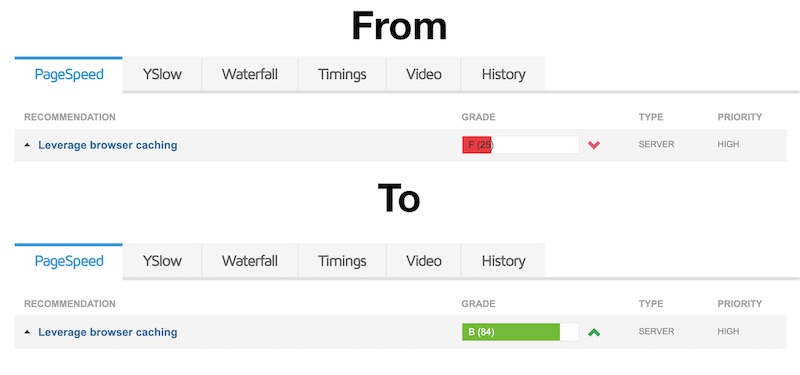 From
PageSpeed YSlow Waterfall Timings Video History
RECOMMENDATION GRADE TYPE PRIORITY
Leverage browser caching F (25) SERVER HIGH
To
PageSpeed YSlow Waterfall Timings Video History
RECOMMENDATION GRADE TYPE PRIORITY
Leverage browser caching B (84) SERVER HIGH